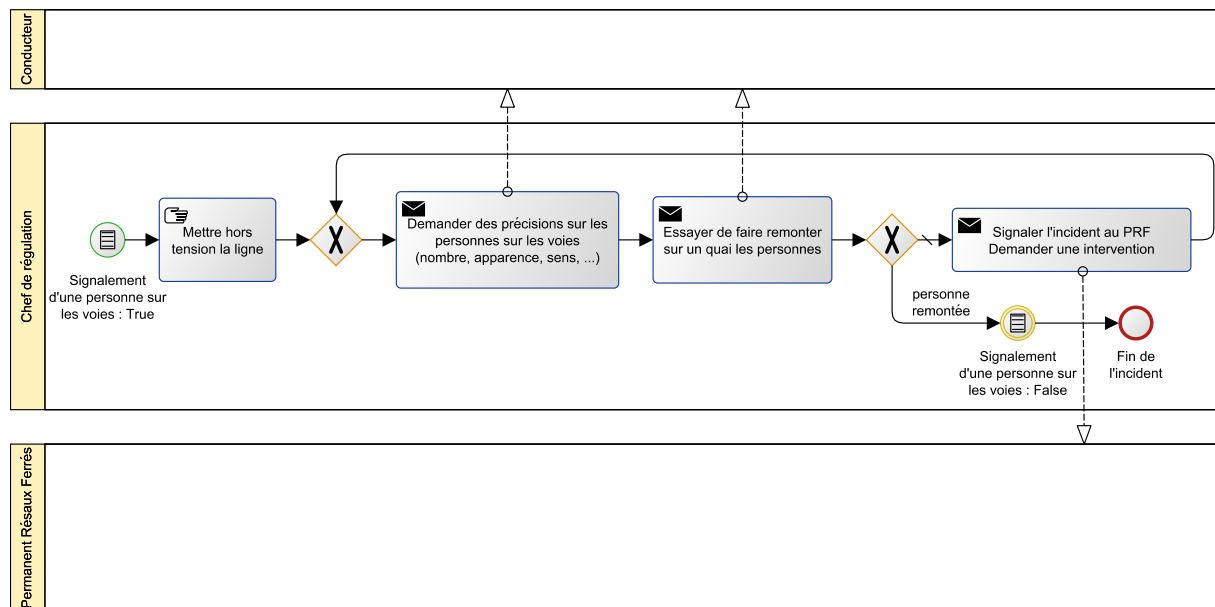 Conducteur
Chef de régulation
Signalement
d'une personne sur
les voies : True
Mettre hors
tension la ligne
Demander des précisions sur les
personnes sur les voies
(nombre, apparence, sens, ...)
Essayer de faire remonter
sur un quai les personnes
Signaler l'incident au PRF
Demander une intervention
personne
remontée
Signalement
d'une personne sur
les voies : False
Fin de
l'incident
Permanent Résaux Ferrés